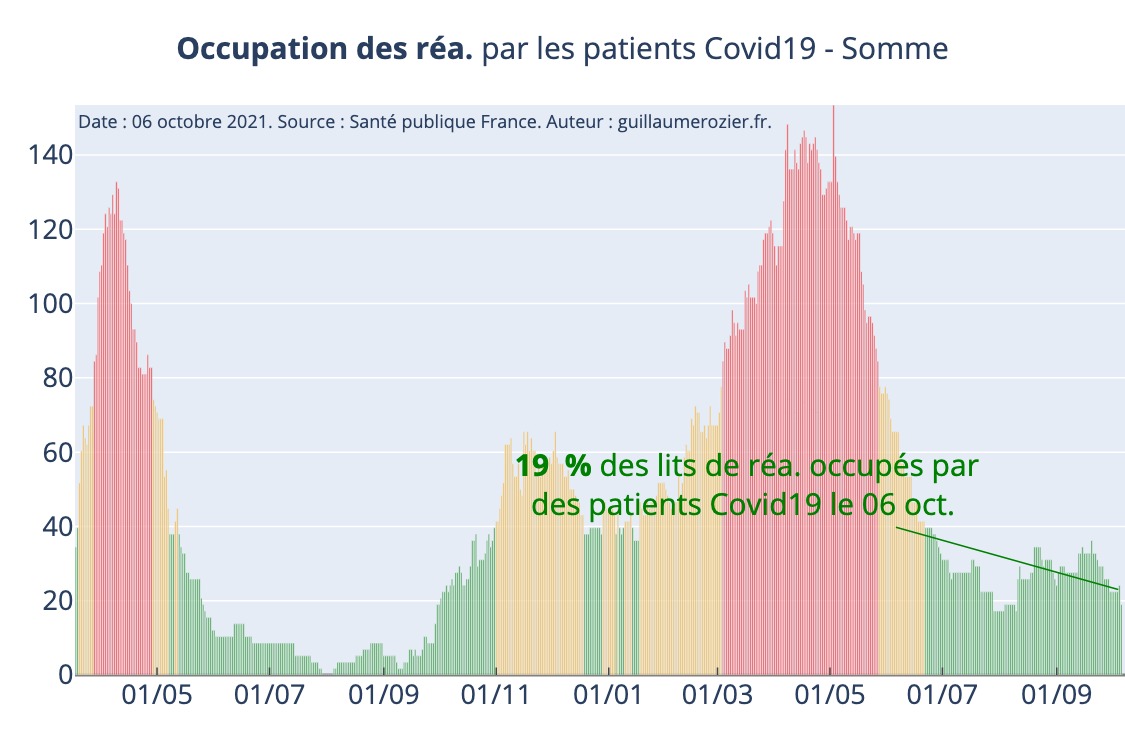 Occupation des réa. par les patients Covid19 - Somme
Date : 06 octobre 2021. Source : Santé publique France. Auteur : guillaumerozier.fr.
140
120
100
80
60
19 % des lits de réa. occupés par
des patients Covid19 le 06 oct.
40
20
0
01/05 01/07 01/09 01/11 01/01 01/03 01/05 01/07 01/09